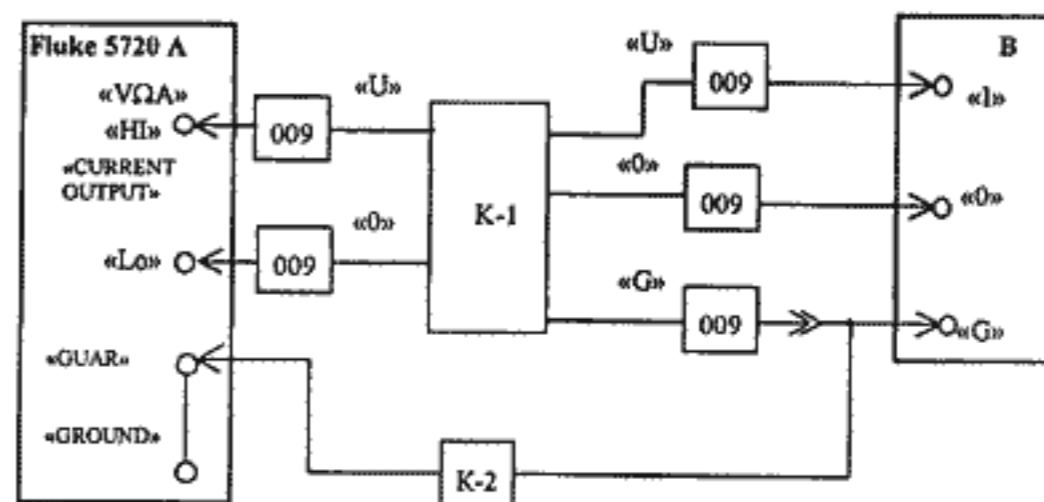 Fluke 5720 A
«VΩA»
«HI»
«CURRENT
OUTPUT»
«Lo»
«GUAR»
«GROUND»
009
«U»
009
«0»
K-1
«U»
009
«0»
009
«G»
009
K-2
B
«1»
«0»
«G»